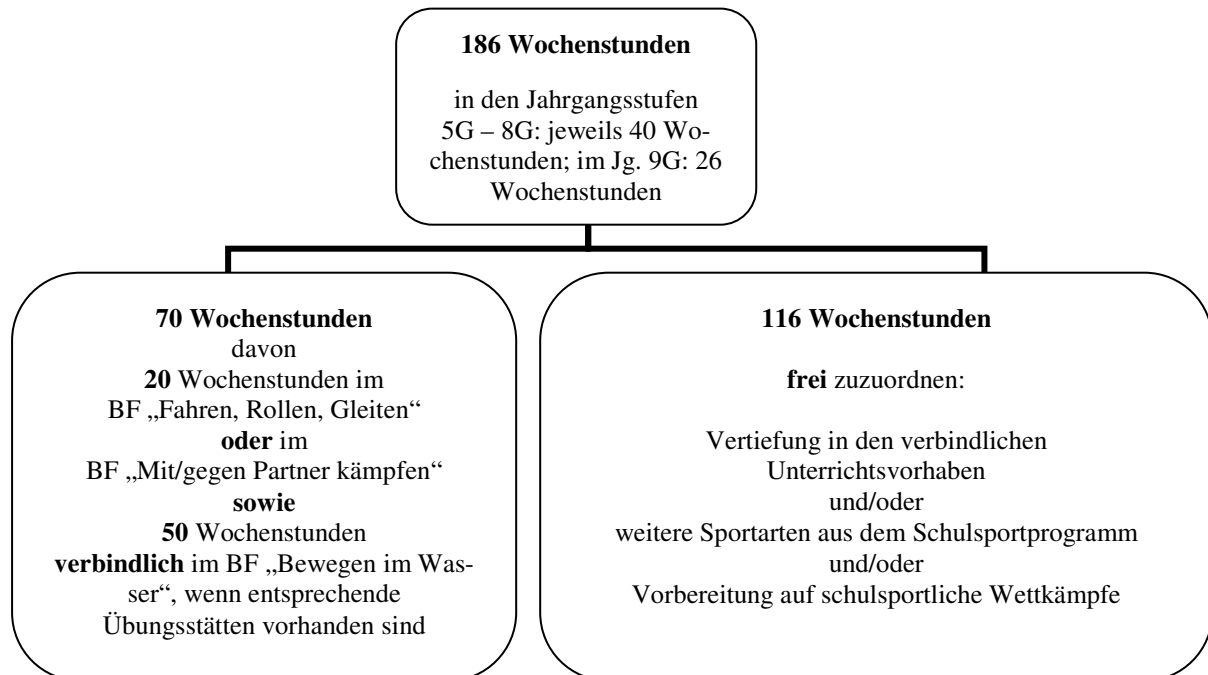 186 Wochenstunden
in den Jahrgangsstufen
5G – 8G: jeweils 40 Wo-
chenstunden; im Jg. 9G: 26
Wochenstunden
70 Wochenstunden
davon
20 Wochenstunden im
BF „Fahren, Rollen, Gleiten“
oder im
BF „Mit/gegen Partner kämpfen“
sowie
50 Wochenstunden
verbindlich im BF „Bewegen im Was-
ser“, wenn entsprechende
Übungsstätten vorhanden sind
116 Wochenstunden
frei zuzuordnen:
Vertiefung in den verbindlichen
Unterrichtsvorhaben
und/oder
weitere Sportarten aus dem Schulsportprogramm
und/oder
Vorbereitung auf schulsportliche Wettkämpfe